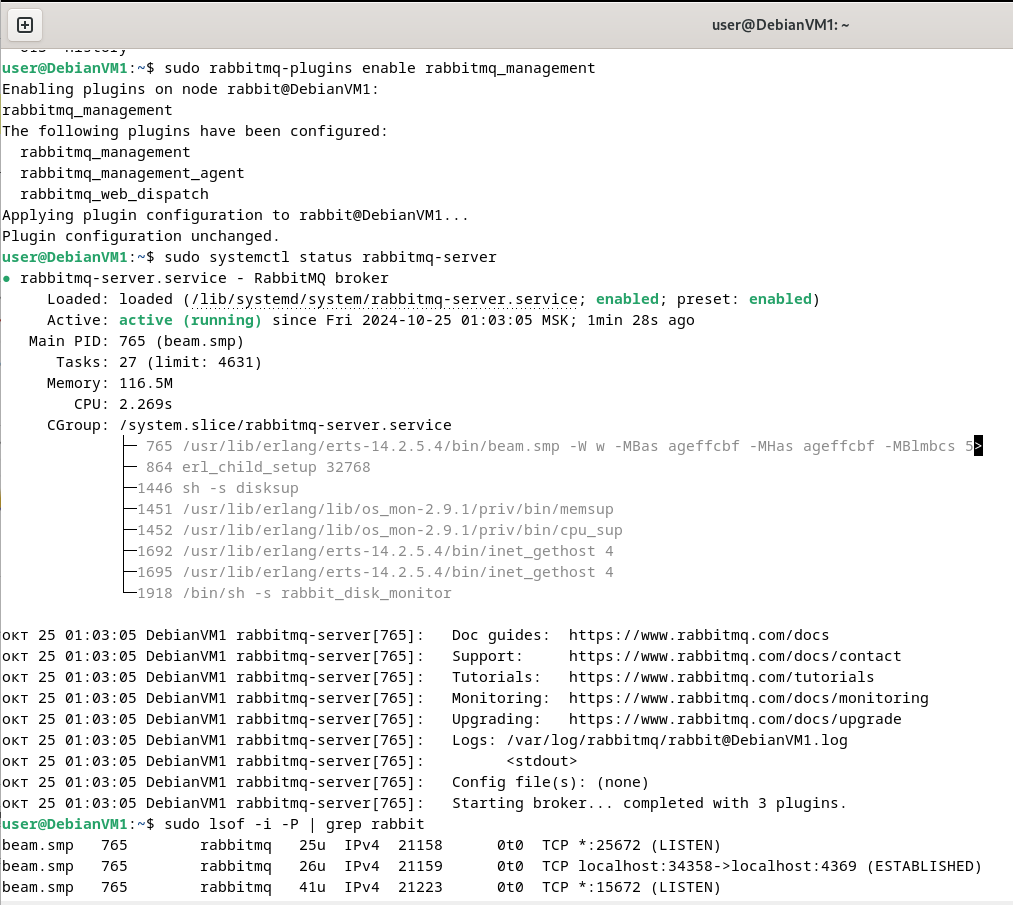 user@DebianVM1: ~
user@DebianVM1:~$ sudo rabbitmq-plugins enable rabbitmq_management
Enabling plugins on node rabbit@DebianVM1:
rabbitmq_management
The following plugins have been configured:
  rabbitmq_management
  rabbitmq_management_agent
  rabbitmq_web_dispatch
Applying plugin configuration to rabbit@DebianVM1...
Plugin configuration unchanged.
user@DebianVM1:~$ sudo systemctl status rabbitmq-server
● rabbitmq-server.service - RabbitMQ broker
     Loaded: loaded (/lib/systemd/system/rabbitmq-server.service; enabled; preset: enabled)
     Active: active (running) since Fri 2024-10-25 01:03:05 MSK; 1min 28s ago
   Main PID: 765 (beam.smp)
      Tasks: 27 (limit: 4631)
     Memory: 116.5M
        CPU: 2.269s
     CGroup: /system.slice/rabbitmq-server.service
             ├─ 765 /usr/lib/erlang/erts-14.2.5.4/bin/beam.smp -W w -MBas ageffcbf -MHas ageffcbf -MBlmbcs 5>
             ├─ 864 erl_child_setup 32768
             ├─1446 sh -s disksup
             ├─1451 /usr/lib/erlang/lib/os_mon-2.9.1/priv/bin/memsup
             ├─1452 /usr/lib/erlang/lib/os_mon-2.9.1/priv/bin/cpu_sup
             ├─1692 /usr/lib/erlang/erts-14.2.5.4/bin/inet_gethost 4
             ├─1695 /usr/lib/erlang/erts-14.2.5.4/bin/inet_gethost 4
             └─1918 /bin/sh -s rabbit_disk_monitor
окт 25 01:03:05 DebianVM1 rabbitmq-server[765]:   Doc guides:  https://www.rabbitmq.com/docs
окт 25 01:03:05 DebianVM1 rabbitmq-server[765]:   Support:     https://www.rabbitmq.com/docs/contact
окт 25 01:03:05 DebianVM1 rabbitmq-server[765]:   Tutorials:   https://www.rabbitmq.com/tutorials
окт 25 01:03:05 DebianVM1 rabbitmq-server[765]:   Monitoring:  https://www.rabbitmq.com/docs/monitoring
окт 25 01:03:05 DebianVM1 rabbitmq-server[765]:   Upgrading:   https://www.rabbitmq.com/docs/upgrade
окт 25 01:03:05 DebianVM1 rabbitmq-server[765]:   Logs: /var/log/rabbitmq/rabbit@DebianVM1.log
окт 25 01:03:05 DebianVM1 rabbitmq-server[765]:         <stdout>
окт 25 01:03:05 DebianVM1 rabbitmq-server[765]:   Config file(s): (none)
окт 25 01:03:05 DebianVM1 rabbitmq-server[765]:   Starting broker... completed with 3 plugins.
user@DebianVM1:~$ sudo lsof -i -P | grep rabbit
beam.smp   765        rabbitmq   25u  IPv4  21158      0t0  TCP *:25672 (LISTEN)
beam.smp   765        rabbitmq   26u  IPv4  21159      0t0  TCP localhost:34358->localhost:4369 (ESTABLISHED)
beam.smp   765        rabbitmq   41u  IPv4  21223      0t0  TCP *:15672 (LISTEN)